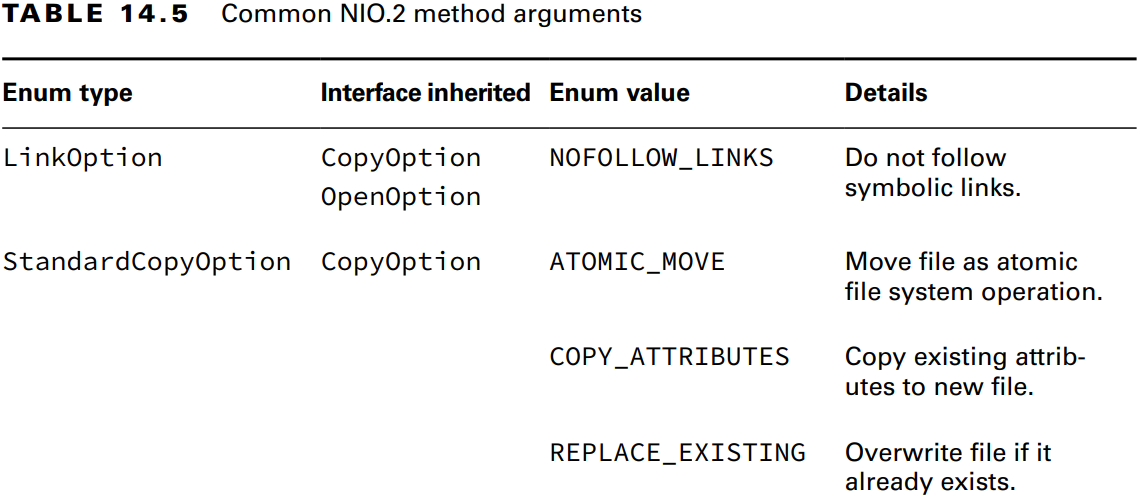 TABLE 14.5 Common NIO.2 method arguments
Enum type Interface inherited Enum value Details
LinkOption CopyOption NOFOLLOW_LINKS Do not follow
OpenOption symbolic links.
StandardCopyOption CopyOption ATOMIC_MOVE Move file as atomic
file system operation.
COPY_ATTRIBUTES Copy existing attrib-
utes to new file.
REPLACE_EXISTING Overwrite file if it
already exists.